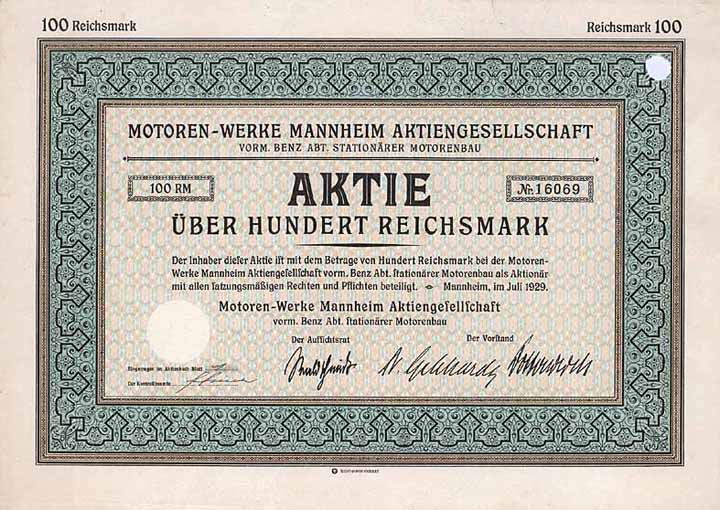 100 Reichsmark
Reichsmark 100
MOTOREN-WERKE MANNHEIM AKTIENGESELLSCHAFT
VORM. BENZ ABT. STATIONÄRER MOTORENBAU
100 RM
AKTIE
№ 16069
ÜBER HUNDERT REICHSMARK
Der Inhaber dieſer Aktie iſt mit dem Betrage von Hundert Reichsmark bei der Motoren-
Werke Mannheim Aktiengeſellſchaft vorm. Benz Abt. Stationärer Motorenbau als Aktionär
mit allen ſatzungsmäßigen Rechten und Pflichten beteiligt. Mannheim, im Juli 1929.
Motoren-Werke Mannheim Aktiengeſellſchaft
vorm. Benz Abt. Stationärer Motorenbau
Der Aufſichtsrat
Der Vorſtand
Eingetragen im Aktienbuch Blatt
Der Kontrollbeamte